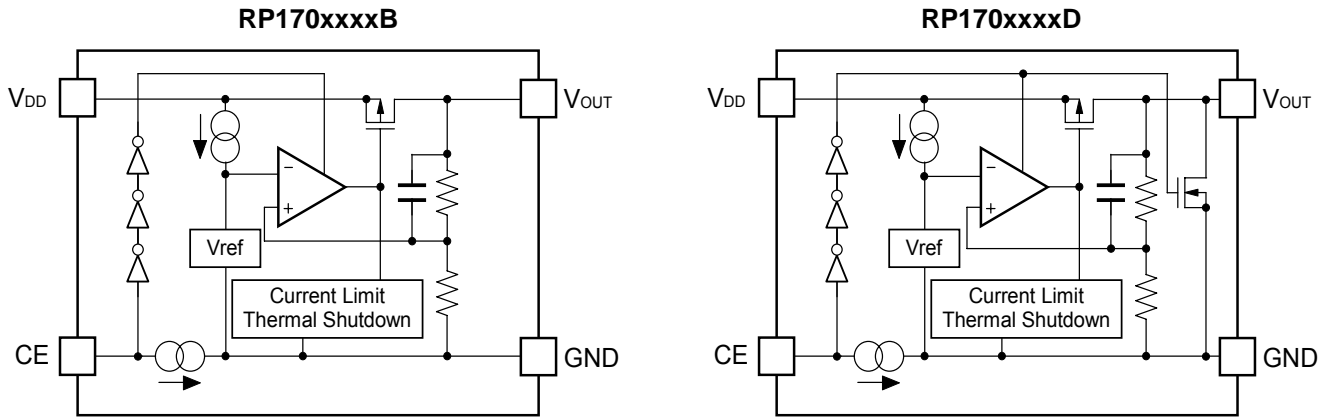 RP170xxxxB
VDD
VOUT
−
+
Vref
Current Limit
Thermal Shutdown
CE
GND
RP170xxxxD
VDD
VOUT
−
+
Vref
Current Limit
Thermal Shutdown
CE
GND